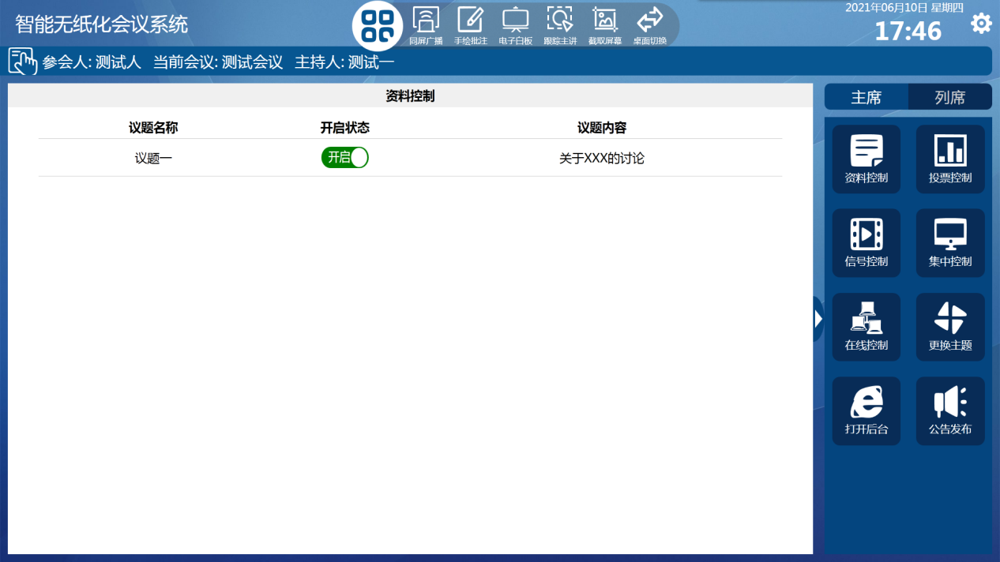 智能无纸化会议系统
同屏广播 手绘批注 电子白板 跟踪主讲 截取屏幕 桌面切换
2021年06月10日 星期四
17:46
参会人: 测试人 当前会议: 测试会议 主持人: 测试一
资料控制
议题名称 开启状态 议题内容
议题一 开启 关于XXX的讨论
主席 列席
资料控制 投票控制
信号控制 集中控制
在线控制 更换主题
打开后台 公告发布